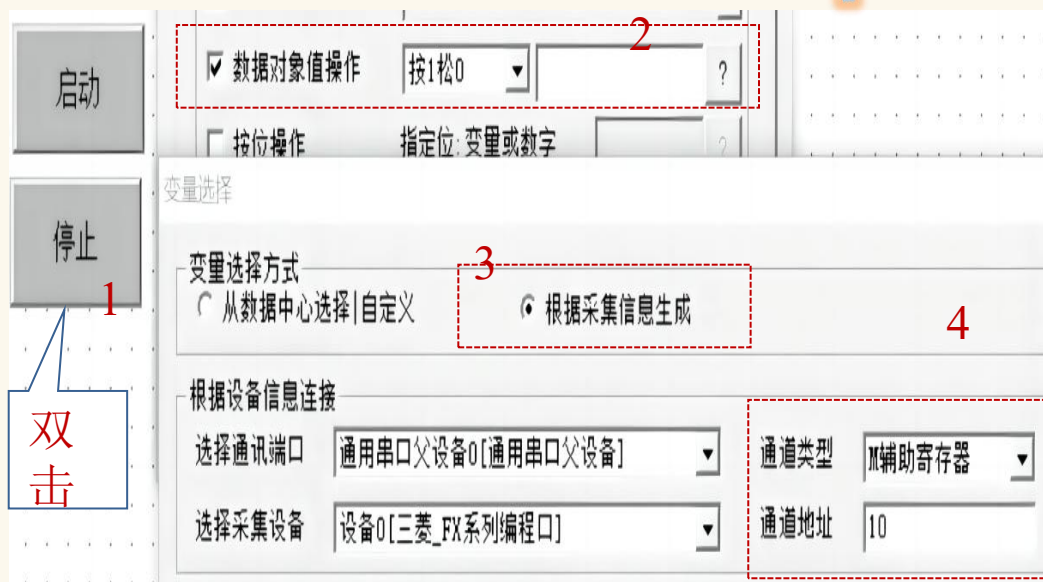 启动
2
数据对象值操作 按1松0 ?
按位操作 指定位:变量或数字 ?
变量选择
停止
1
变量选择方式
3
从数据中心选择|自定义 根据采集信息生成
4
双击
根据设备信息连接
选择通讯端口 通用串口父设备0[通用串口父设备] 通道类型 M辅助寄存器
选择采集设备 设备0[三菱_FX系列编程口] 通道地址 10